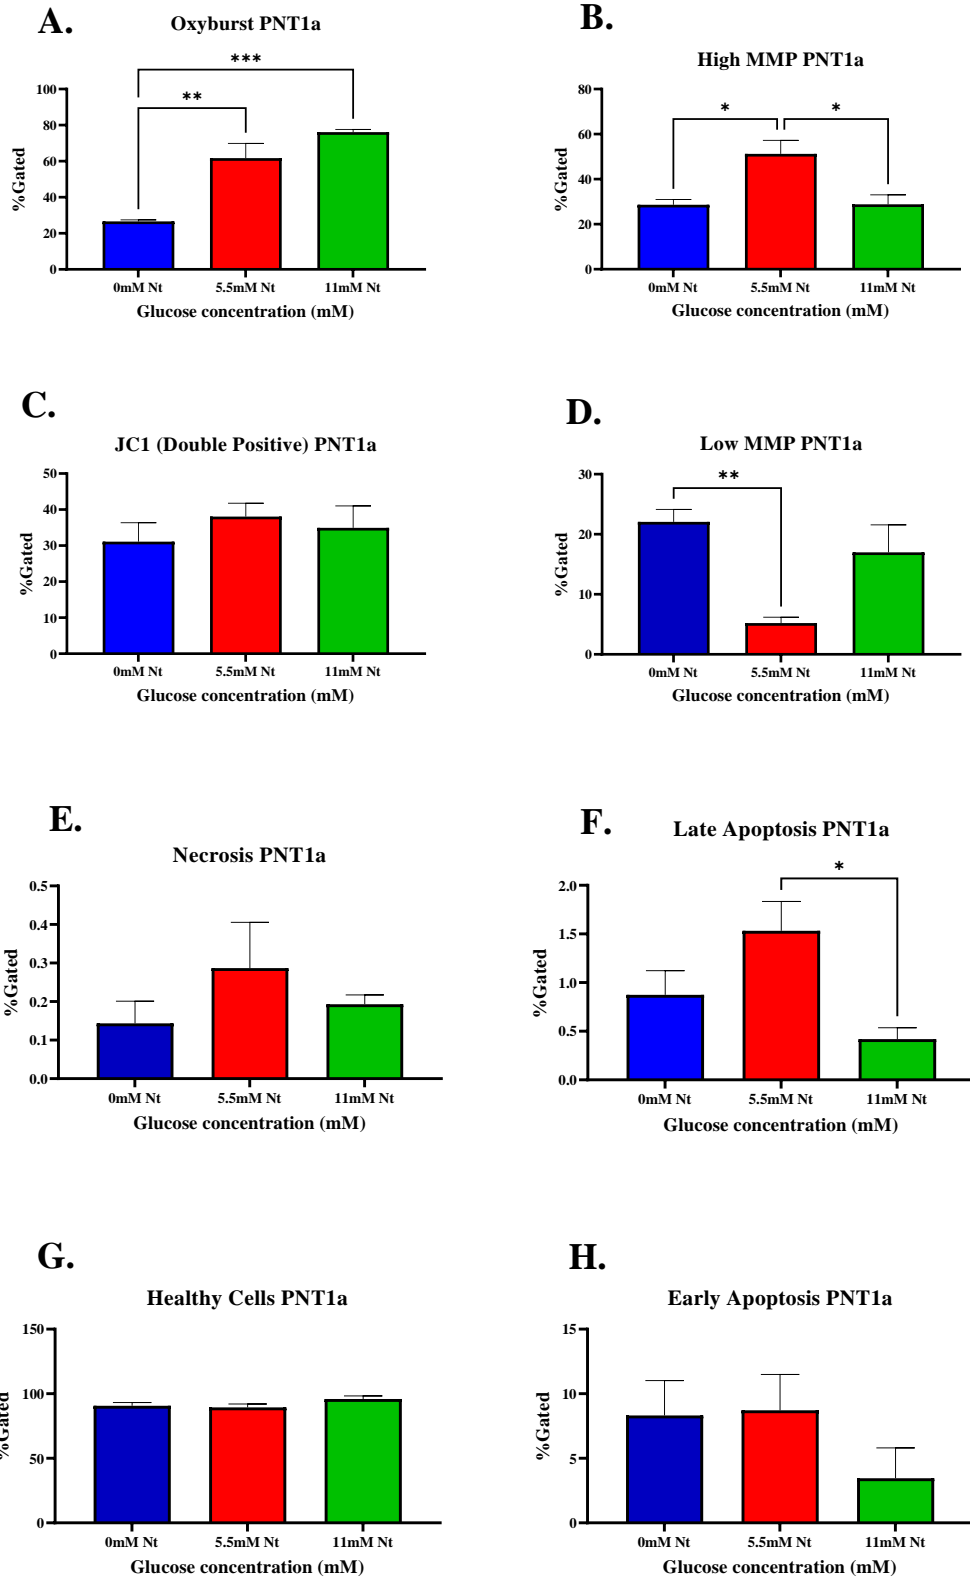 A.
Oxyburst PNT1a
***
**
100
80
60
40
20
0
%Gated
0mM Nt 5.5mM Nt 11mM Nt
Glucose concentration (mM)
B.
High MMP PNT1a
* *
80
60
40
20
0
%Gated
0mM Nt 5.5mM Nt 11mM Nt
Glucose concentration (mM)
C.
JC1 (Double Positive) PNT1a
50
40
30
20
10
0
%Gated
0mM Nt 5.5mM Nt 11mM Nt
Glucose concentration (mM)
D.
Low MMP PNT1a
**
30
20
10
0
%Gated
0mM Nt 5.5mM Nt 11mM Nt
Glucose concentration (mM)
E.
Necrosis PNT1a
0.5
0.4
0.3
0.2
0.1
0.0
%Gated
0mM Nt 5.5mM Nt 11mM Nt
Glucose concentration (mM)
F.
Late Apoptosis PNT1a
*
2.0
1.5
1.0
0.5
0.0
%Gated
0mM Nt 5.5mM Nt 11mM Nt
Glucose concentration (mM)
G.
Healthy Cells PNT1a
150
100
50
0
%Gated
0mM Nt 5.5mM Nt 11mM Nt
Glucose concentration (mM)
H.
Early Apoptosis PNT1a
15
10
5
0
%Gated
0mM Nt 5.5mM Nt 11mM Nt
Glucose concentration (mM)